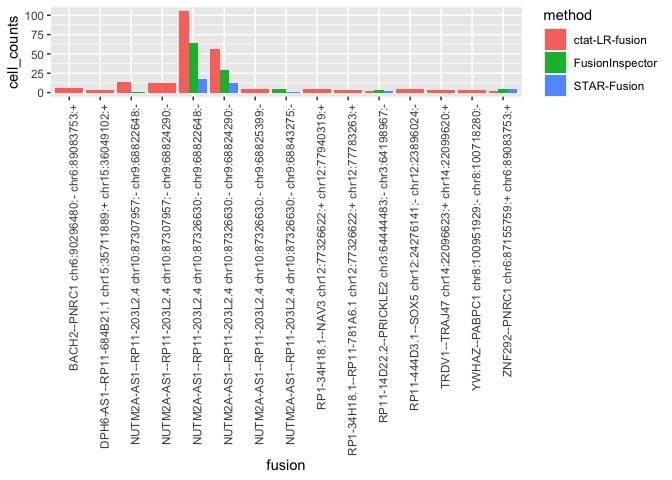 cell_counts
100
75
50
25
0
method
ctat-LR-fusion
FusionInspector
STAR-Fusion
BACH2--PNRC1 chr6:90296480:- chr6:89083753:+
DPH6-AS1--RP11-684B21.1 chr15:35711889:+ chr15:36049102:+
NUTM2A-AS1--RP11-203L2.4 chr10:87307957:- chr9:68822648:-
NUTM2A-AS1--RP11-203L2.4 chr10:87307957:- chr9:68824290:-
NUTM2A-AS1--RP11-203L2.4 chr10:87326630:- chr9:68822648:-
NUTM2A-AS1--RP11-203L2.4 chr10:87326630:- chr9:68824290:-
NUTM2A-AS1--RP11-203L2.4 chr10:87326630:- chr9:68825399:-
NUTM2A-AS1--RP11-203L2.4 chr10:87326630:- chr9:68843275:-
RP1-34H18.1--NAV3 chr12:77326622:+ chr12:77940319:+
RP1-34H18.1--RP11-781A6.1 chr12:77326622:+ chr12:77783263:+
RP11-14D22.2--PRICKLE2 chr3:64444483:- chr3:64198967:-
RP11-444D3.1--SOX5 chr12:24276141:- chr12:23896024:-
TRDV1--TRAJ47 chr14:22096623:+ chr14:22099620:+
YWHAZ--PABPC1 chr8:100951929:- chr8:100718280:-
ZNF292--PNRC1 chr6:87155759:+ chr6:89083753:+
fusion